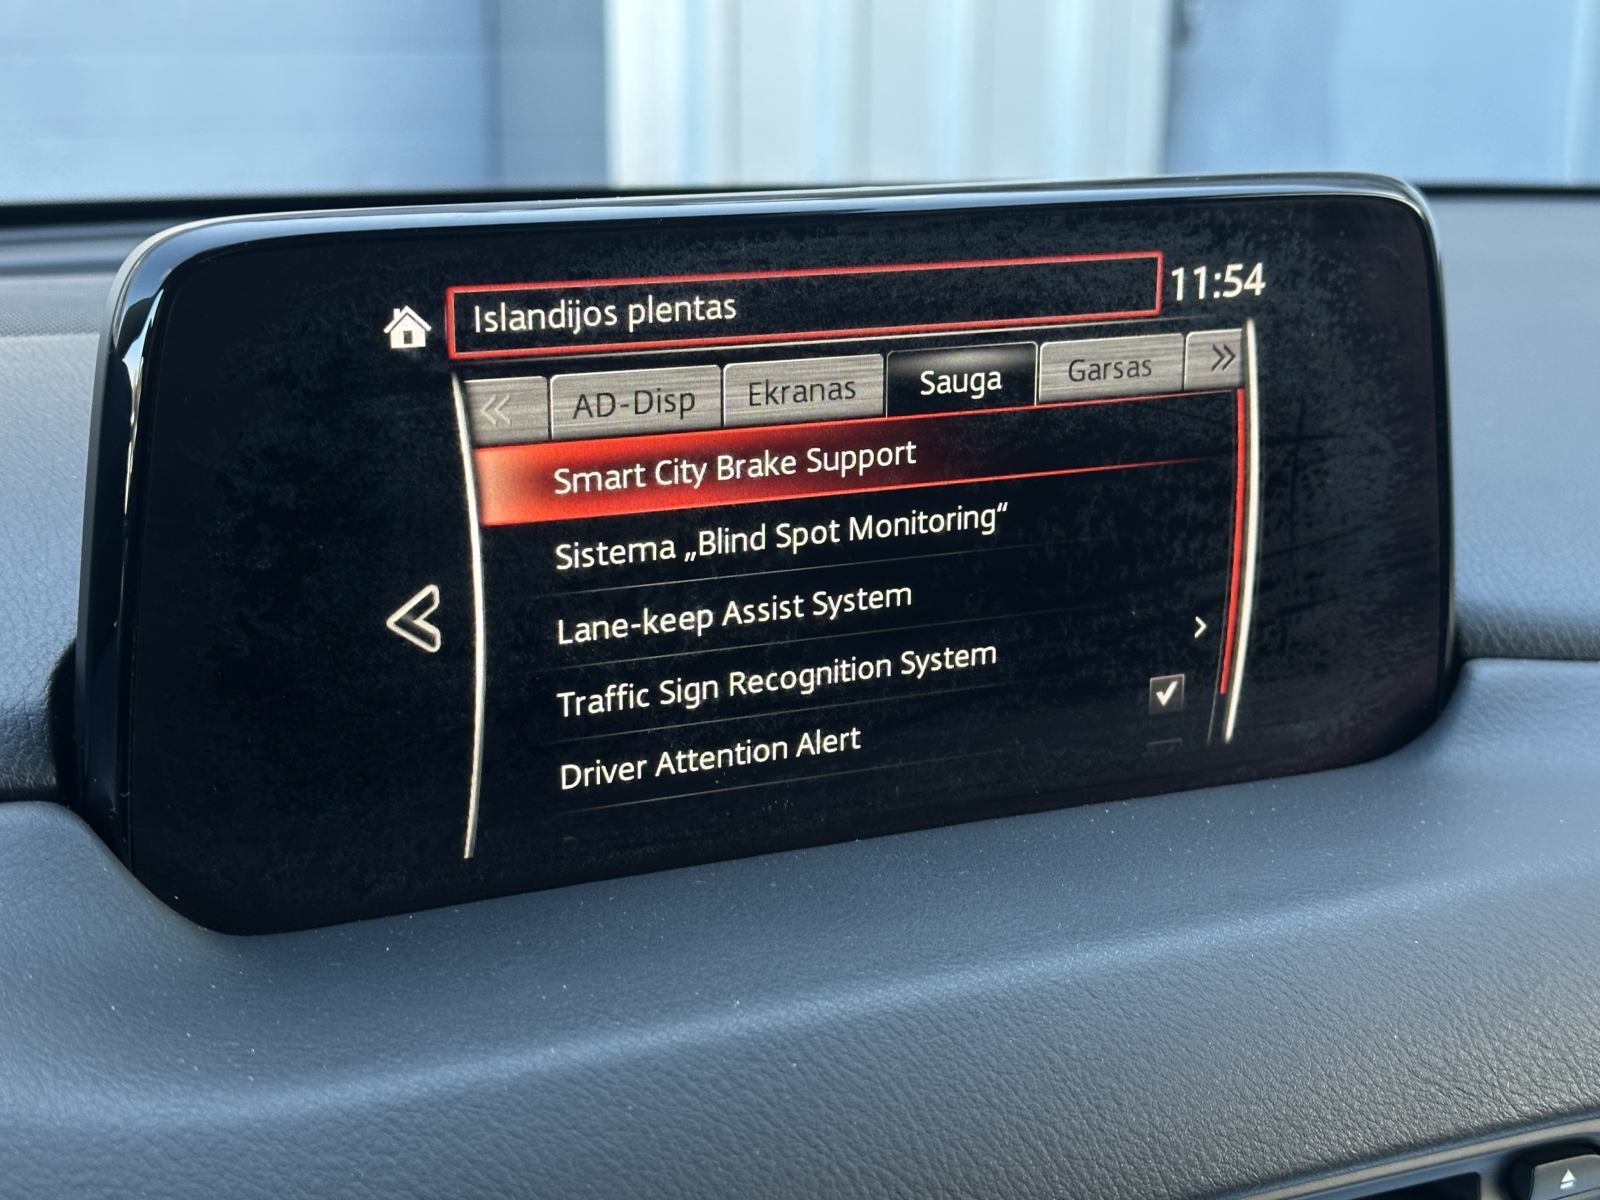 Islandijos plentas
11:54
AD-Disp
Ekranas
Sauga
Garsas
Smart City Brake Support
Sistema „Blind Spot Monitoring“
Lane-keep Assist System
Traffic Sign Recognition System
Driver Attention Alert